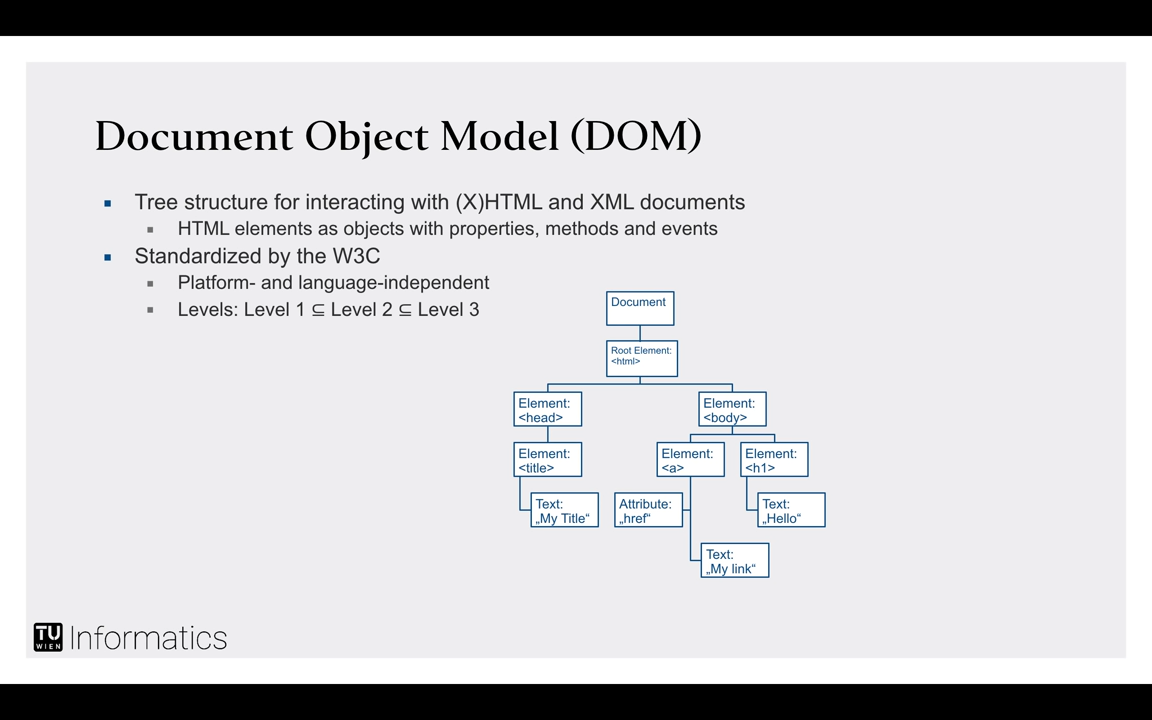 Document Object Model (DOM)
Tree structure for interacting with (X)HTML and XML documents
HTML elements as objects with properties, methods and events
Standardized by the W3C
Platform- and language-independent
Levels: Level 1 ⊆ Level 2 ⊆ Level 3
Document
Root Element:
<html>
Element:
<head>
Element:
<body>
Element:
<title>
Element:
<a>
Element:
<h1>
Text:
„My Title“
Attribute:
„href“
Text:
„Hello“
Text:
„My link“
TU
WIEN
Informatics